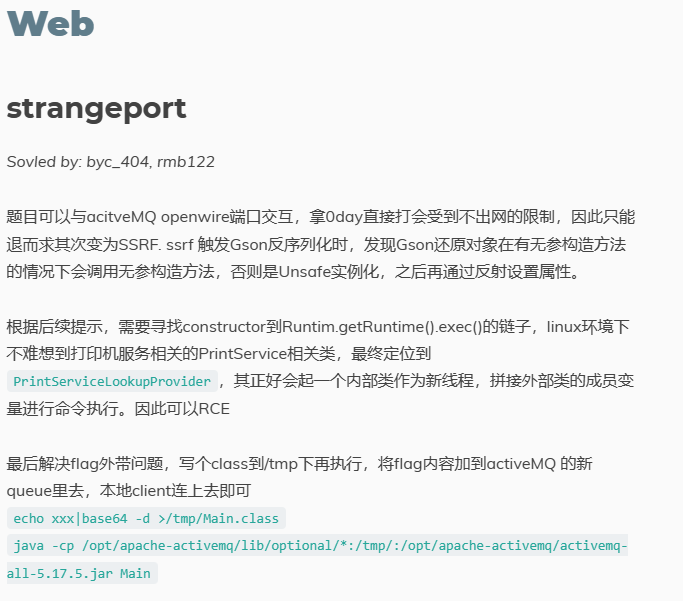 Web
strangeport
Sovled by: byc_404, rmb122
题目可以与acitveMQ openwire端口交互，拿0day直接打会受到不出网的限制，因此只能
退而求其次变为SSRF. ssrf 触发Gson反序列化时，发现Gson还原对象在有无参构造方法
的情况下会调用无参构造方法，否则是Unsafe实例化，之后再通过反射设置属性。
根据后续提示，需要寻找constructor到Runtim.getRuntime().exec()的链子，linux环境下
不难想到打印机服务相关的PrintService相关类，最终定位到
PrintServiceLookupProvider ，其正好会起一个内部类作为新线程，拼接外部类的成员变
量进行命令执行。因此可以RCE
最后解决flag外带问题，写个class到/tmp下再执行，将flag内容加到activeMQ 的新
queue里去，本地client连上去即可
echo xxx|base64 -d >/tmp/Main.class
java -cp /opt/apache-activemq/lib/optional/*:/tmp/:/opt/apache-activemq/activemq-
all-5.17.5.jar Main